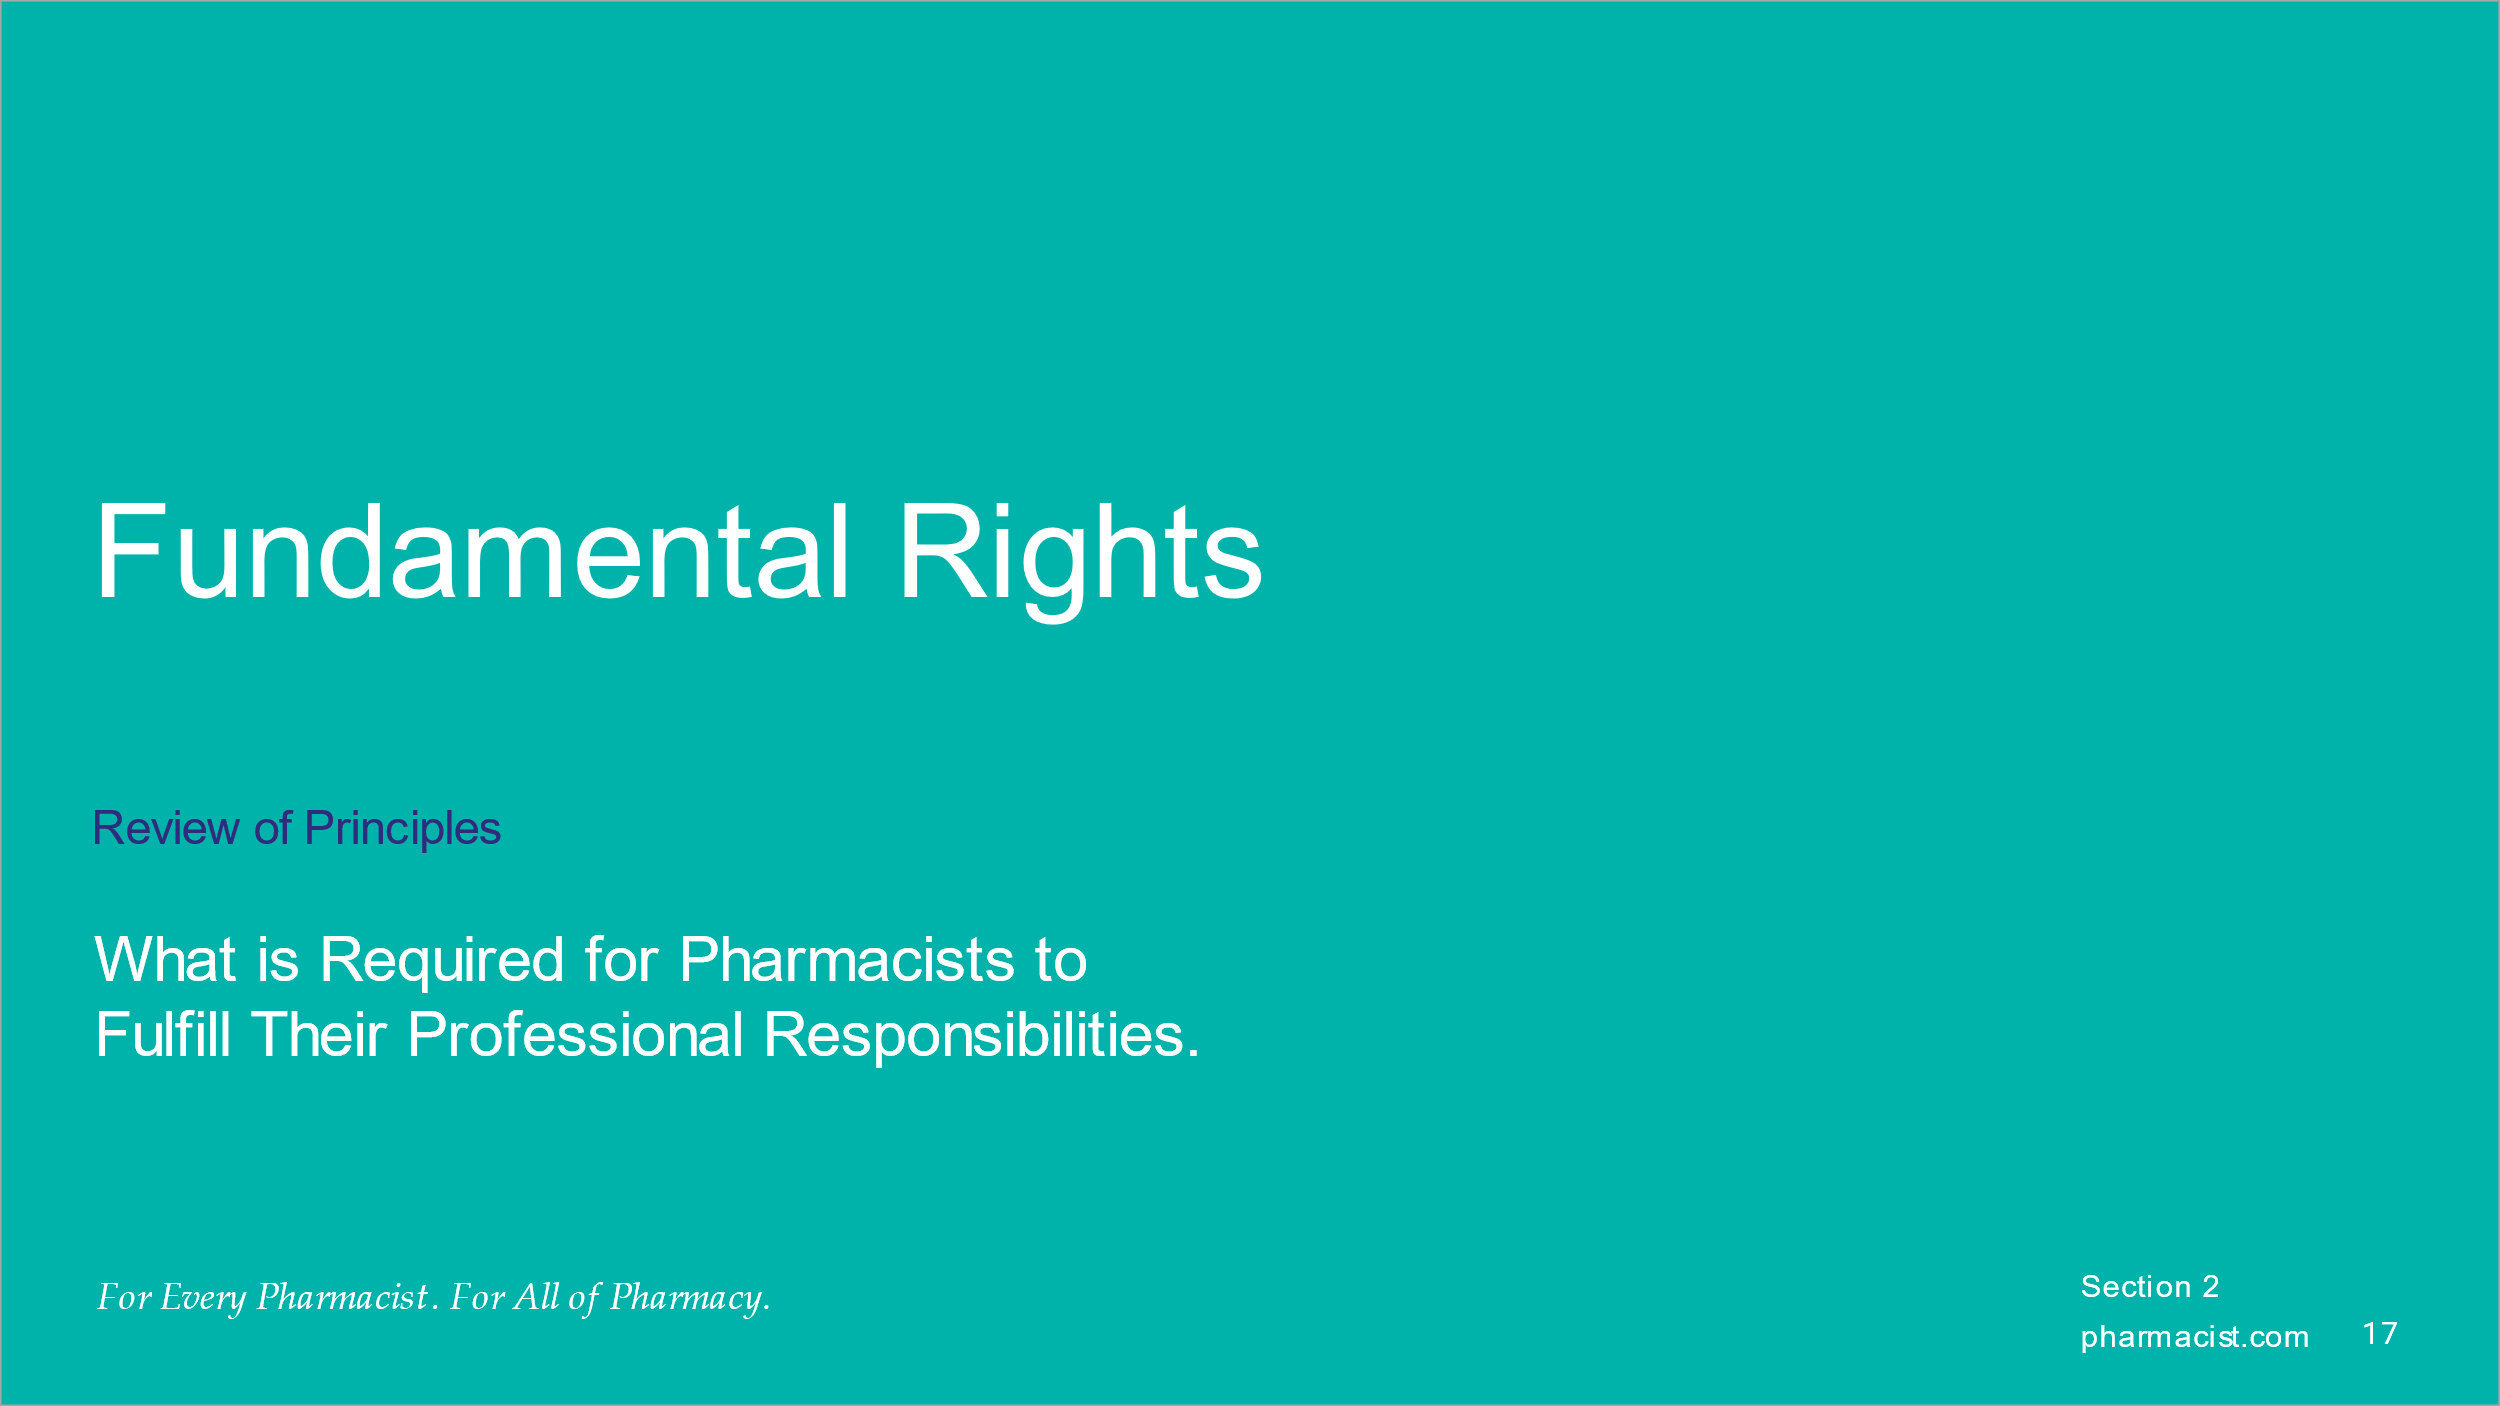 Fundamental Rights
Review of Principles
What is Required for Pharmacists to
Fulfill Their Professional Responsibilities.
For Every Pharmacist. For All of Pharmacy.
Section 2
pharmacist.com
17